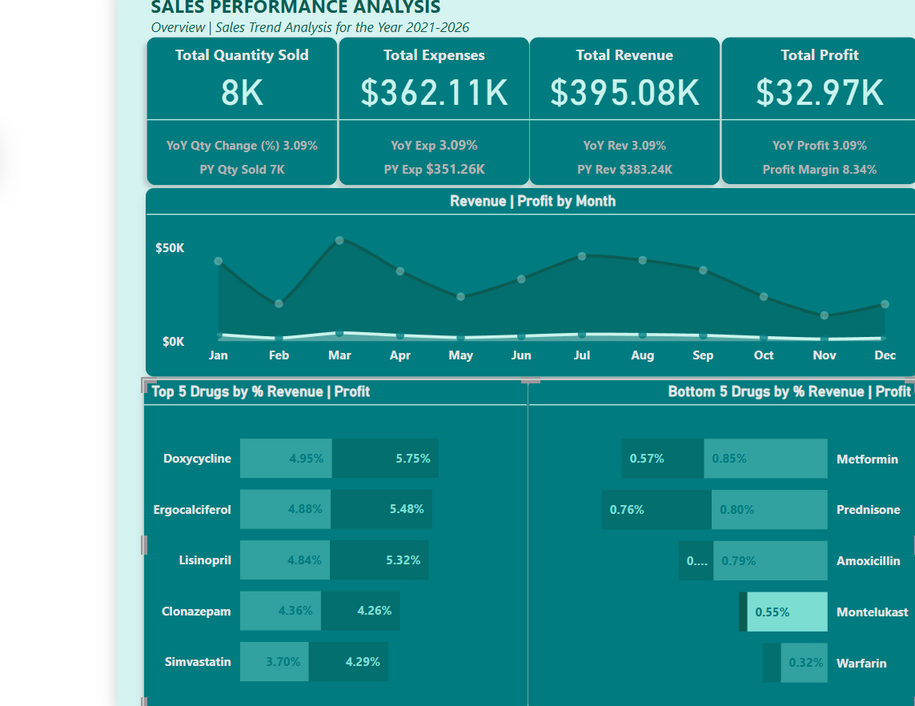 SALES PERFORMANCE ANALYSIS
Overview | Sales Trend Analysis for the Year 2021-2026
Total Quantity Sold
8K
YoY Qty Change (%) 3.09%
PY Qty Sold 7K
Total Expenses
$362.11K
YoY Exp 3.09%
PY Exp $351.26K
Total Revenue
$395.08K
YoY Rev 3.09%
PY Rev $383.24K
Total Profit
$32.97K
YoY Profit 3.09%
Profit Margin 8.34%
Revenue | Profit by Month
$50K
$0K
Jan Feb Mar Apr May Jun Jul Aug Sep Oct Nov Dec
Top 5 Drugs by % Revenue | Profit
Doxycycline 4.95% 5.75%
Ergocalciferol 4.88% 5.48%
Lisinopril 4.84% 5.32%
Clonazepam 4.36% 4.26%
Simvastatin 3.70% 4.29%
Bottom 5 Drugs by % Revenue | Profit
0.57% 0.85% Metformin
0.76% 0.80% Prednisone
0.... 0.79% Amoxicillin
0.55% Montelukast
0.32% Warfarin